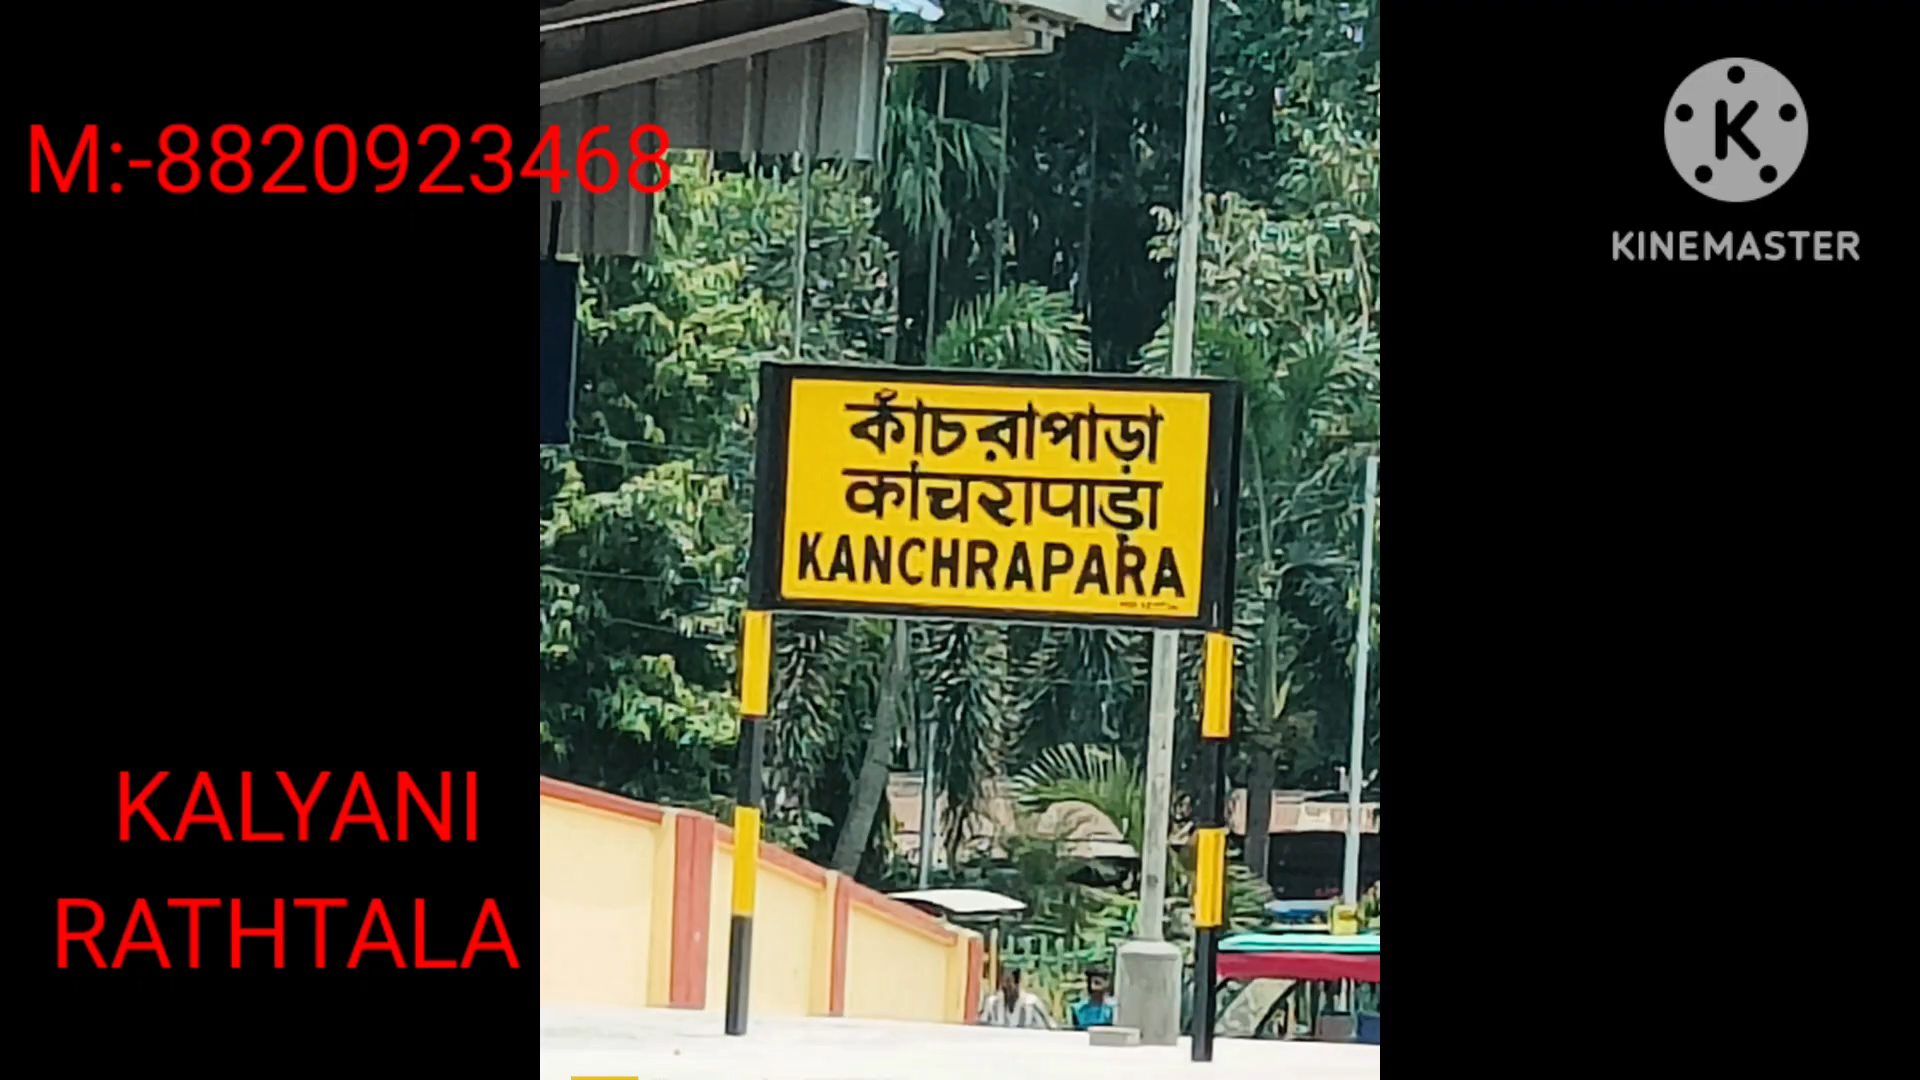 M:-8820923468
K
KINEMASTER
কাঁচরাপাড়া
काँचरापाड़ा
KANCHRAPARA
KALYANI
RATHTALA